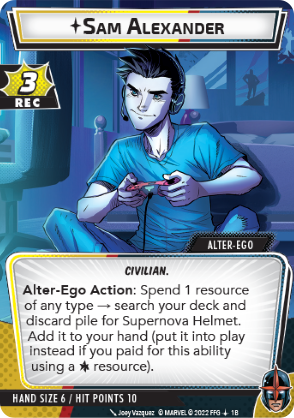 SAM ALEXANDER
3
REC
ALTER-EGO
CIVILIAN.
Alter-Ego Action: Spend 1 resource
of any type → search your deck and
discard pile for Supernova Helmet.
Add it to your hand (put it into play
instead if you paid for this ability
using a resource).
HAND SIZE 6 / HIT POINTS 10
Joey Vazquez © MARVEL © 2022 FFG 1B